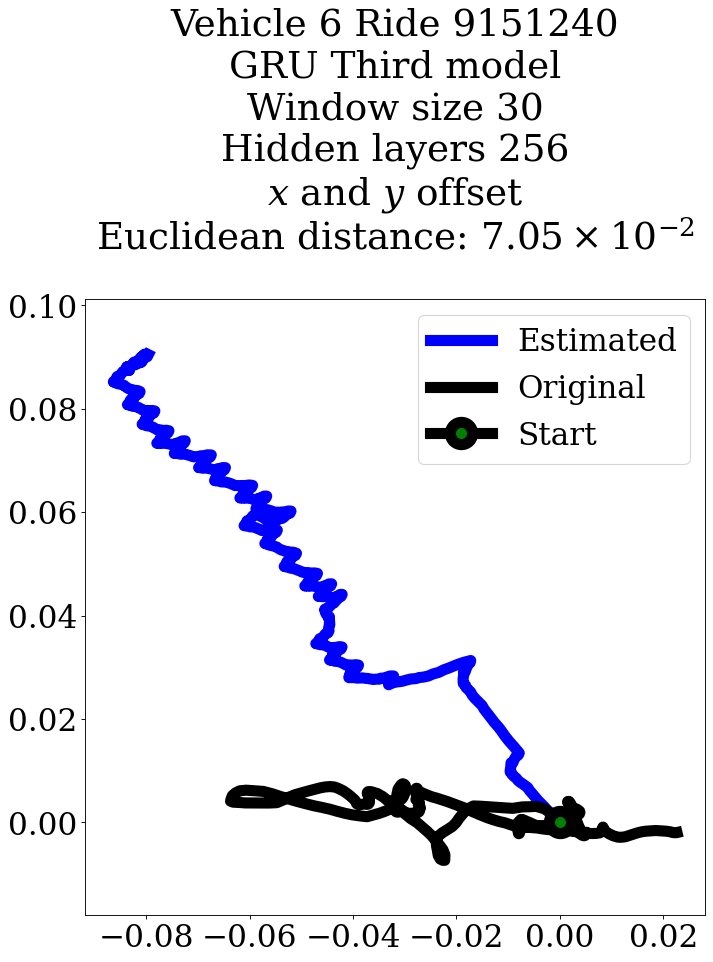 Vehicle 6 Ride 9151240
GRU Third model
Window size 30
Hidden layers 256
x and y offset
Euclidean distance: 7.05 × 10⁻²
Estimated
Original
Start
0.10
0.08
0.06
0.04
0.02
0.00
−0.08 −0.06 −0.04 −0.02 0.00 0.02